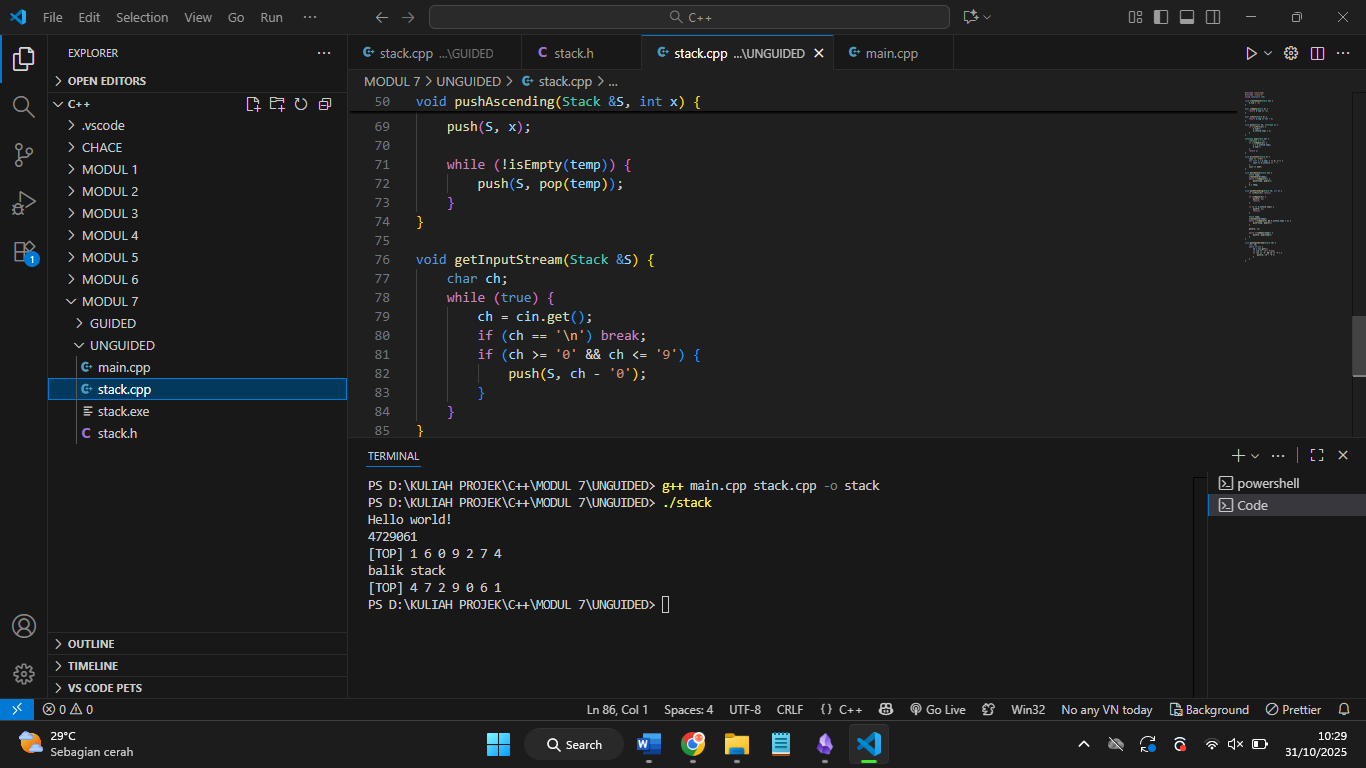 File Edit Selection View Go Run ··· C++
EXPLORER ···
OPEN EDITORS
C++
.vscode
CHACE
MODUL 1
MODUL 2
MODUL 3
MODUL 4
MODUL 5
MODUL 6
MODUL 7
GUIDED
UNGUIDED
main.cpp
stack.cpp
stack.exe
stack.h
OUTLINE
TIMELINE
VS CODE PETS
1
stack.cpp ...\GUIDED stack.h stack.cpp ...\UNGUIDED main.cpp
MODUL 7 > UNGUIDED > stack.cpp > ...
50 void pushAscending(Stack &S, int x) {
69 push(S, x);
70
71 while (!isEmpty(temp)) {
72 push(S, pop(temp));
73 }
74 }
75
76 void getInputStream(Stack &S) {
77 char ch;
78 while (true) {
79 ch = cin.get();
80 if (ch == '\n') break;
81 if (ch >= '0' && ch <= '9') {
82 push(S, ch - '0');
83 }
84 }
85 }
TERMINAL
PS D:\KULIAH PROJEK\C++\MODUL 7\UNGUIDED> g++ main.cpp stack.cpp -o stack
PS D:\KULIAH PROJEK\C++\MODUL 7\UNGUIDED> ./stack
Hello world!
4729061
[TOP] 1 6 0 9 2 7 4
balik stack
[TOP] 4 7 2 9 0 6 1
PS D:\KULIAH PROJEK\C++\MODUL 7\UNGUIDED>
powershell
Code
0 0 Ln 86, Col 1 Spaces: 4 UTF-8 CRLF {} C++ Go Live Win32 No any VN today Background Prettier
29°C
Sebagian cerah
Search
10:29
31/10/2025